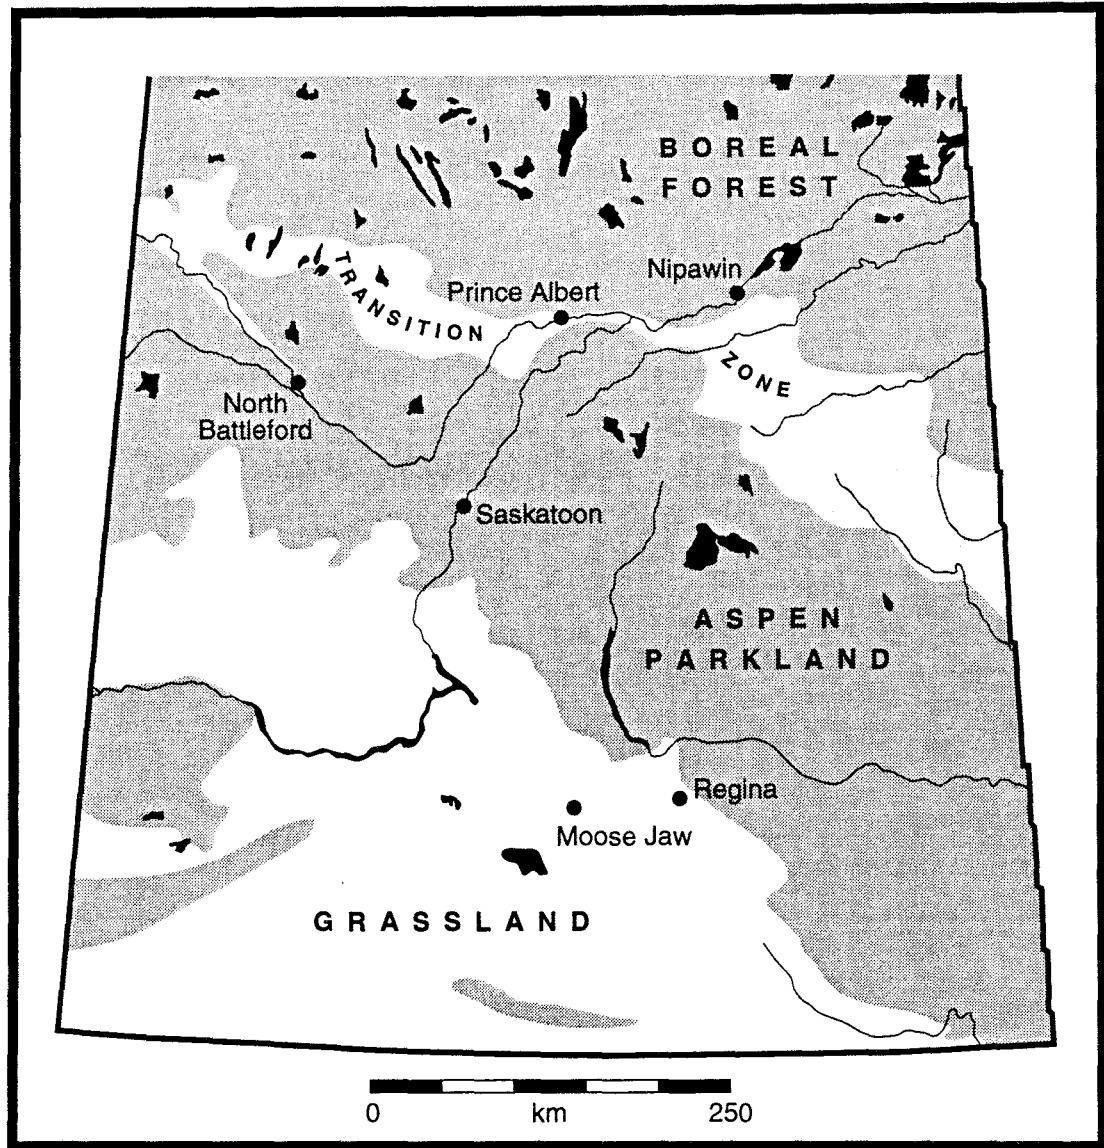 BOREAL
FOREST
Nipawin
TRANSITION
Prince Albert
ZONE
North
Battleford
Saskatoon
ASPEN
PARKLAND
Regina
Moose Jaw
GRASSLAND
0 km 250